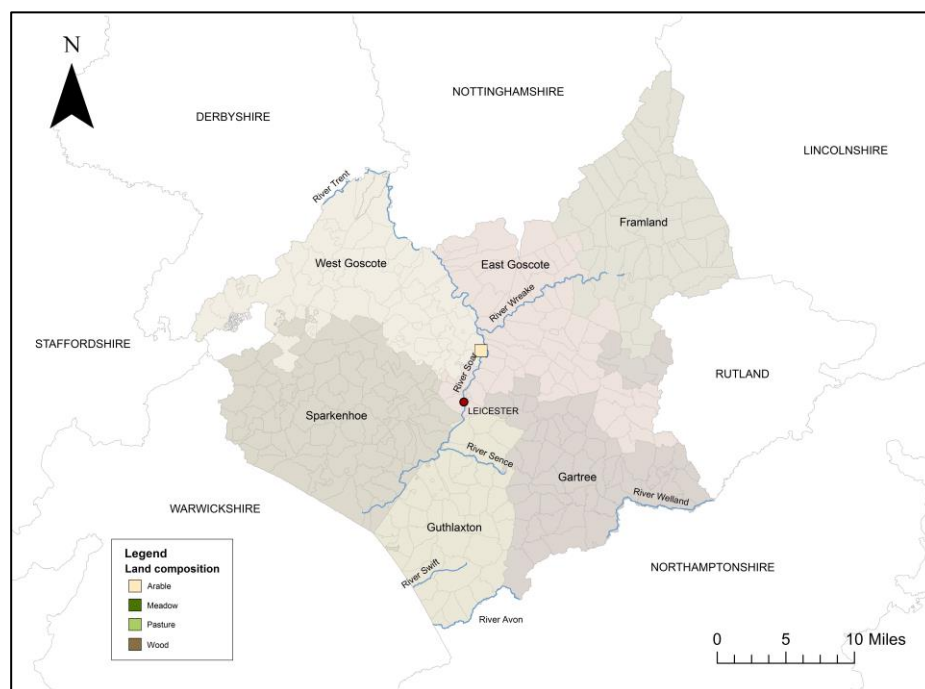 N
NOTTINGHAMSHIRE
DERBYSHIRE
LINCOLNSHIRE
River Trent
Framland
West Goscote
East Goscote
River Wreake
STAFFORDSHIRE
River Soar
RUTLAND
Sparkenhoe
LEICESTER
River Sence
Gartree
River Welland
WARWICKSHIRE
Guthlaxton
Legend
Land composition
Arable
Meadow
Pasture
Wood
River Swift
NORTHAMPTONSHIRE
River Avon
0 5 10 Miles